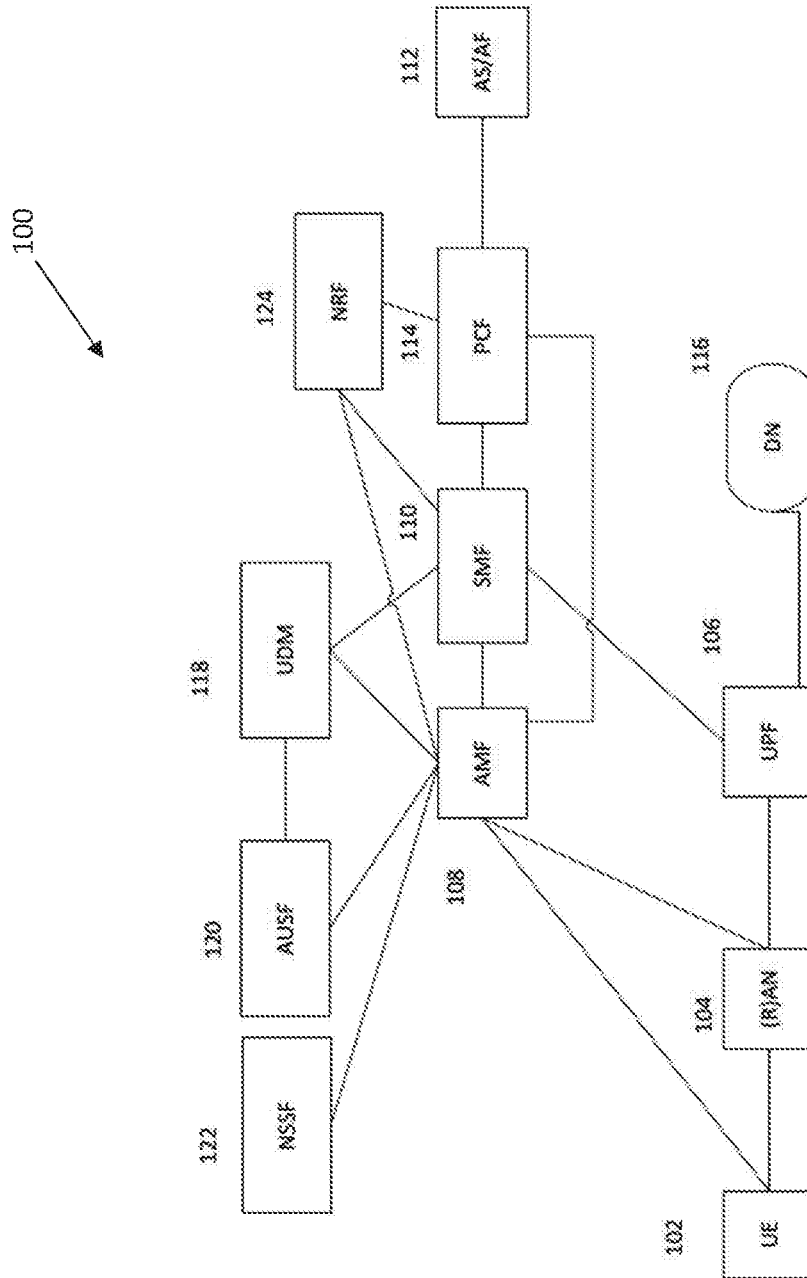 100
122
NSSF
120
AUSF
118
UDM
124
NRF
108
AMF
110
SMF
114
PCF
112
AS/AF
102
UE
104
(R)AN
106
UPF
116
DN